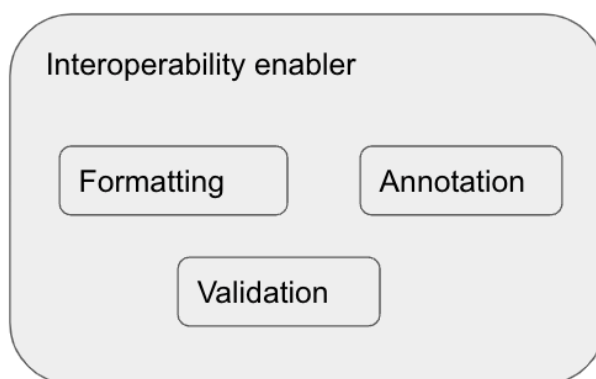 Interoperability enabler
Formatting
Annotation
Validation